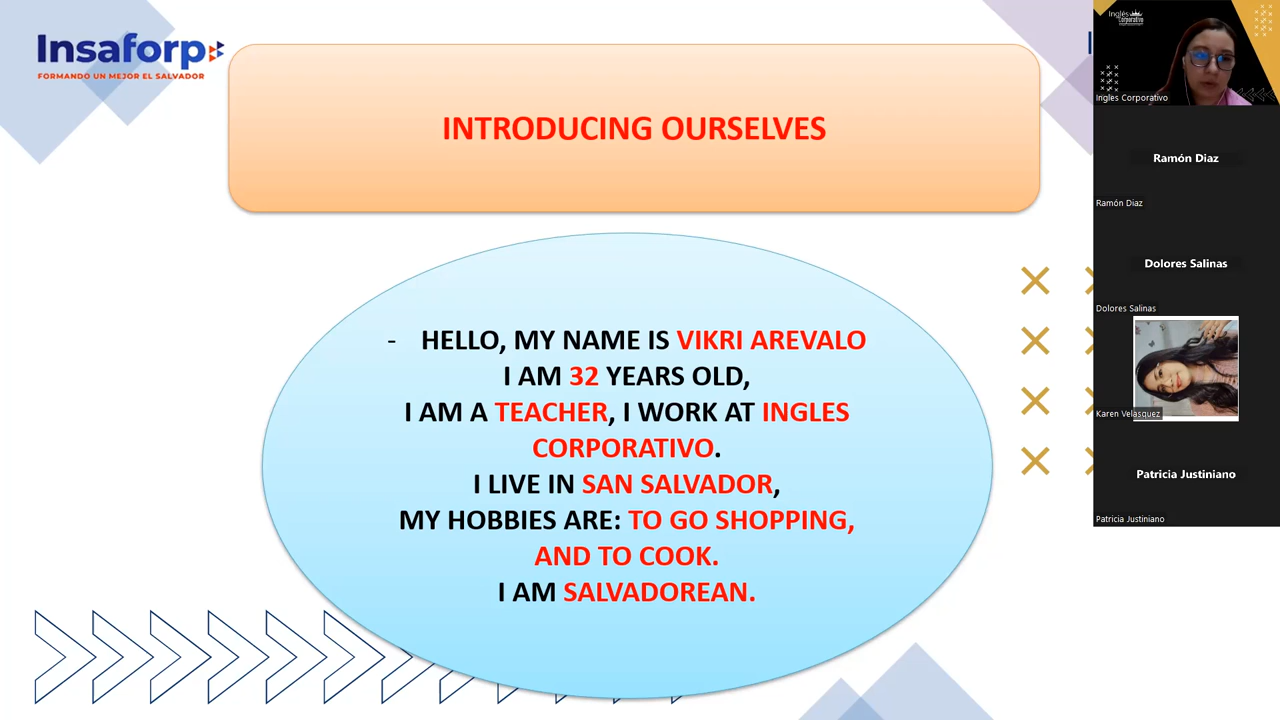 Insaforp
FORMANDO UN MEJOR EL SALVADOR
INTRODUCING OURSELVES
- HELLO, MY NAME IS VIKRI AREVALO
I AM 32 YEARS OLD,
I AM A TEACHER, I WORK AT INGLES
CORPORATIVO.
I LIVE IN SAN SALVADOR,
MY HOBBIES ARE: TO GO SHOPPING,
AND TO COOK.
I AM SALVADOREAN.
Inglés
Corporativo
Ingles Corporativo
Ramón Diaz
Ramón Diaz
Dolores Salinas
Dolores Salinas
Karen Velasquez
Patricia Justiniano
Patricia Justiniano